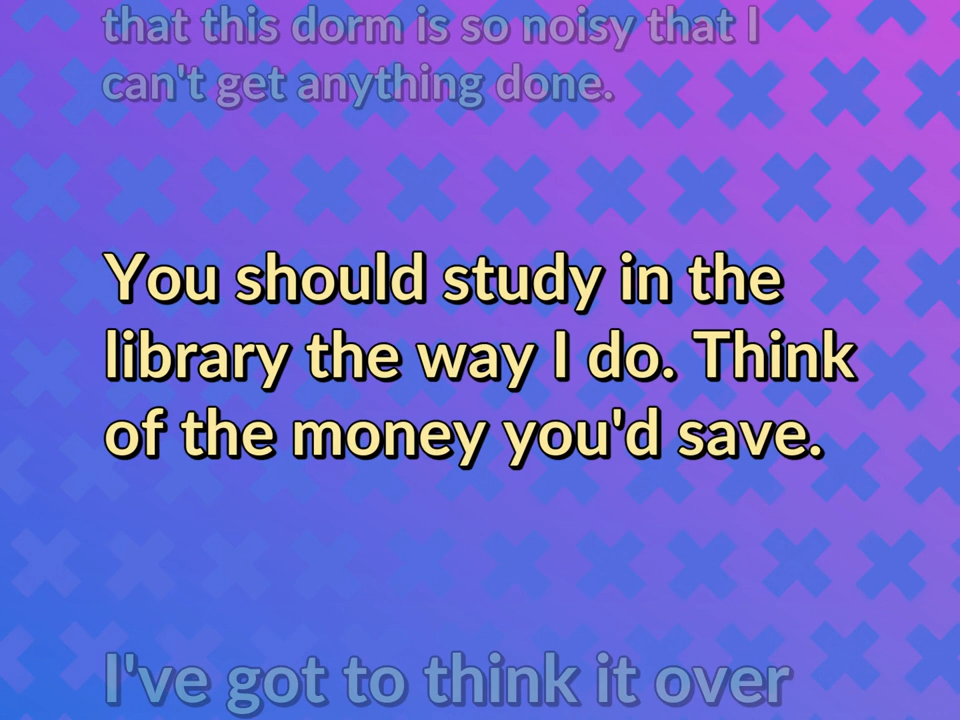 that this dorm is so noisy that I
can't get anything done.
You should study in the
library the way I do. Think
of the money you'd save.
I've got to think it over